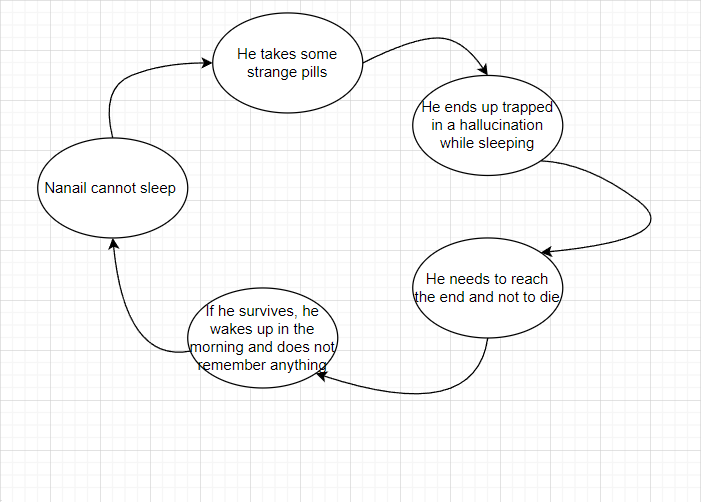 He takes some
strange pills
He ends up trapped
in a hallucination
while sleeping
Nanail cannot sleep
He needs to reach
the end and not to die
If he survives, he
wakes up in the
morning and does not
remember anything